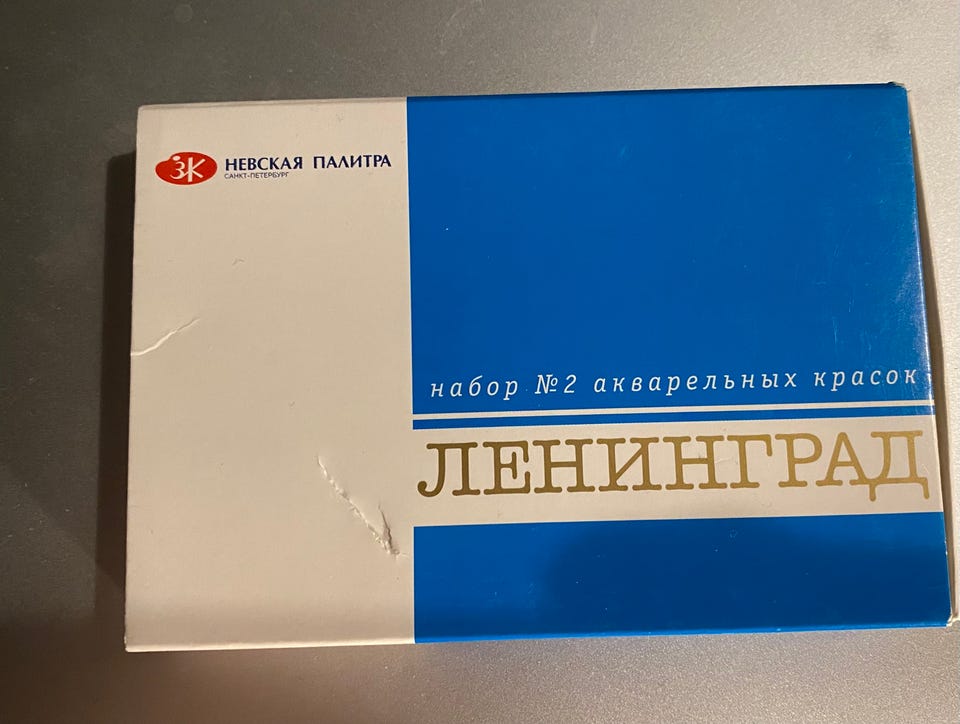 ЗК НЕВСКАЯ ПАЛИТРА
САНКТ-ПЕТЕРБУРГ
набор №2 акварельных красок
ЛЕНИНГРАД